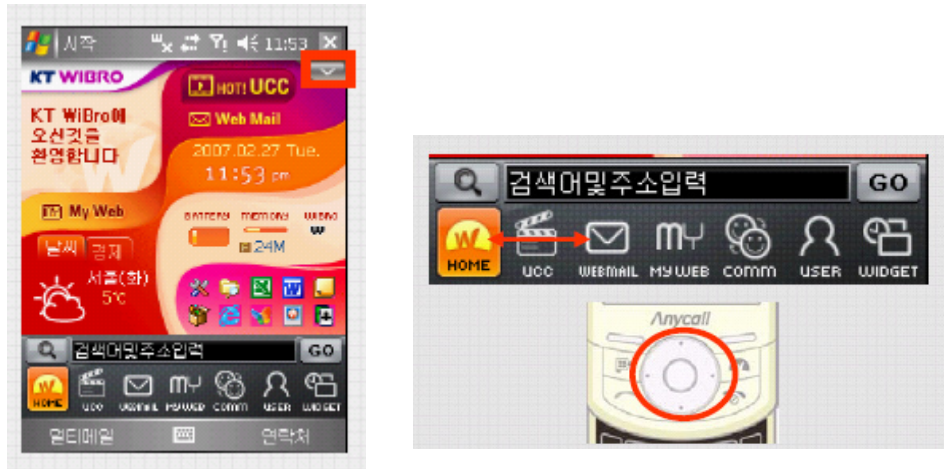 시작 11:53
KT WIBRO
HOT! UCC
KT WiBro에
오신것을
환영합니다
Web Mail
2007.02.27 Tue.
11:53 pm
My Web
BATTERY MEMORY WIBRO
24M
날씨 경제
서울(화)
5℃
검색어및주소입력 GO
HOME UCC WEBMAIL MY WEB COMM USER WIDGET
멀티메일 연락처
검색어및주소입력 GO
HOME UCC WEBMAIL MY WEB COMM USER WIDGET
Anycall